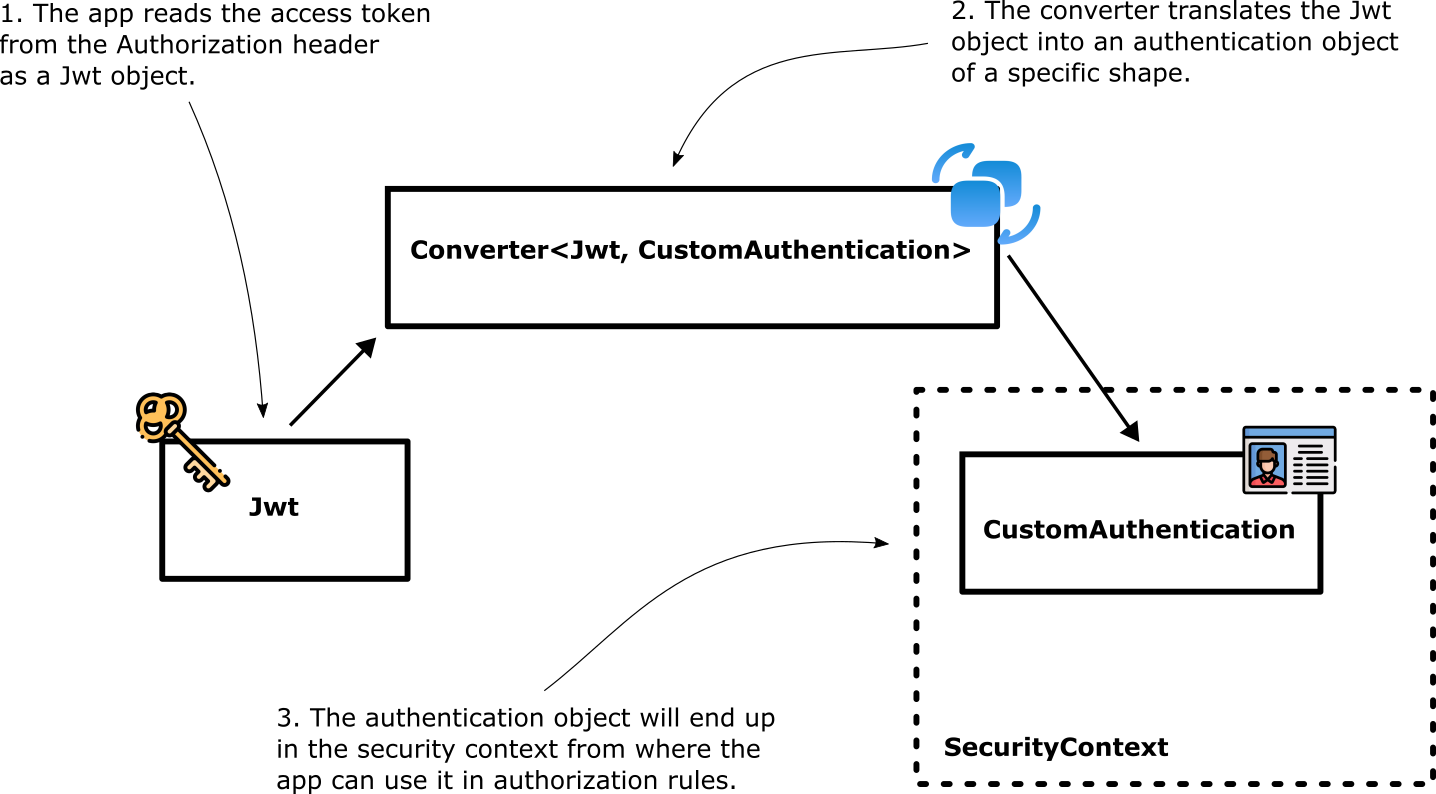 1. The app reads the access token
from the Authorization header
as a Jwt object.
2. The converter translates the Jwt
object into an authentication object
of a specific shape.
Converter<Jwt, CustomAuthentication>
Jwt
CustomAuthentication
3. The authentication object will end up
in the security context from where the
app can use it in authorization rules.
SecurityContext